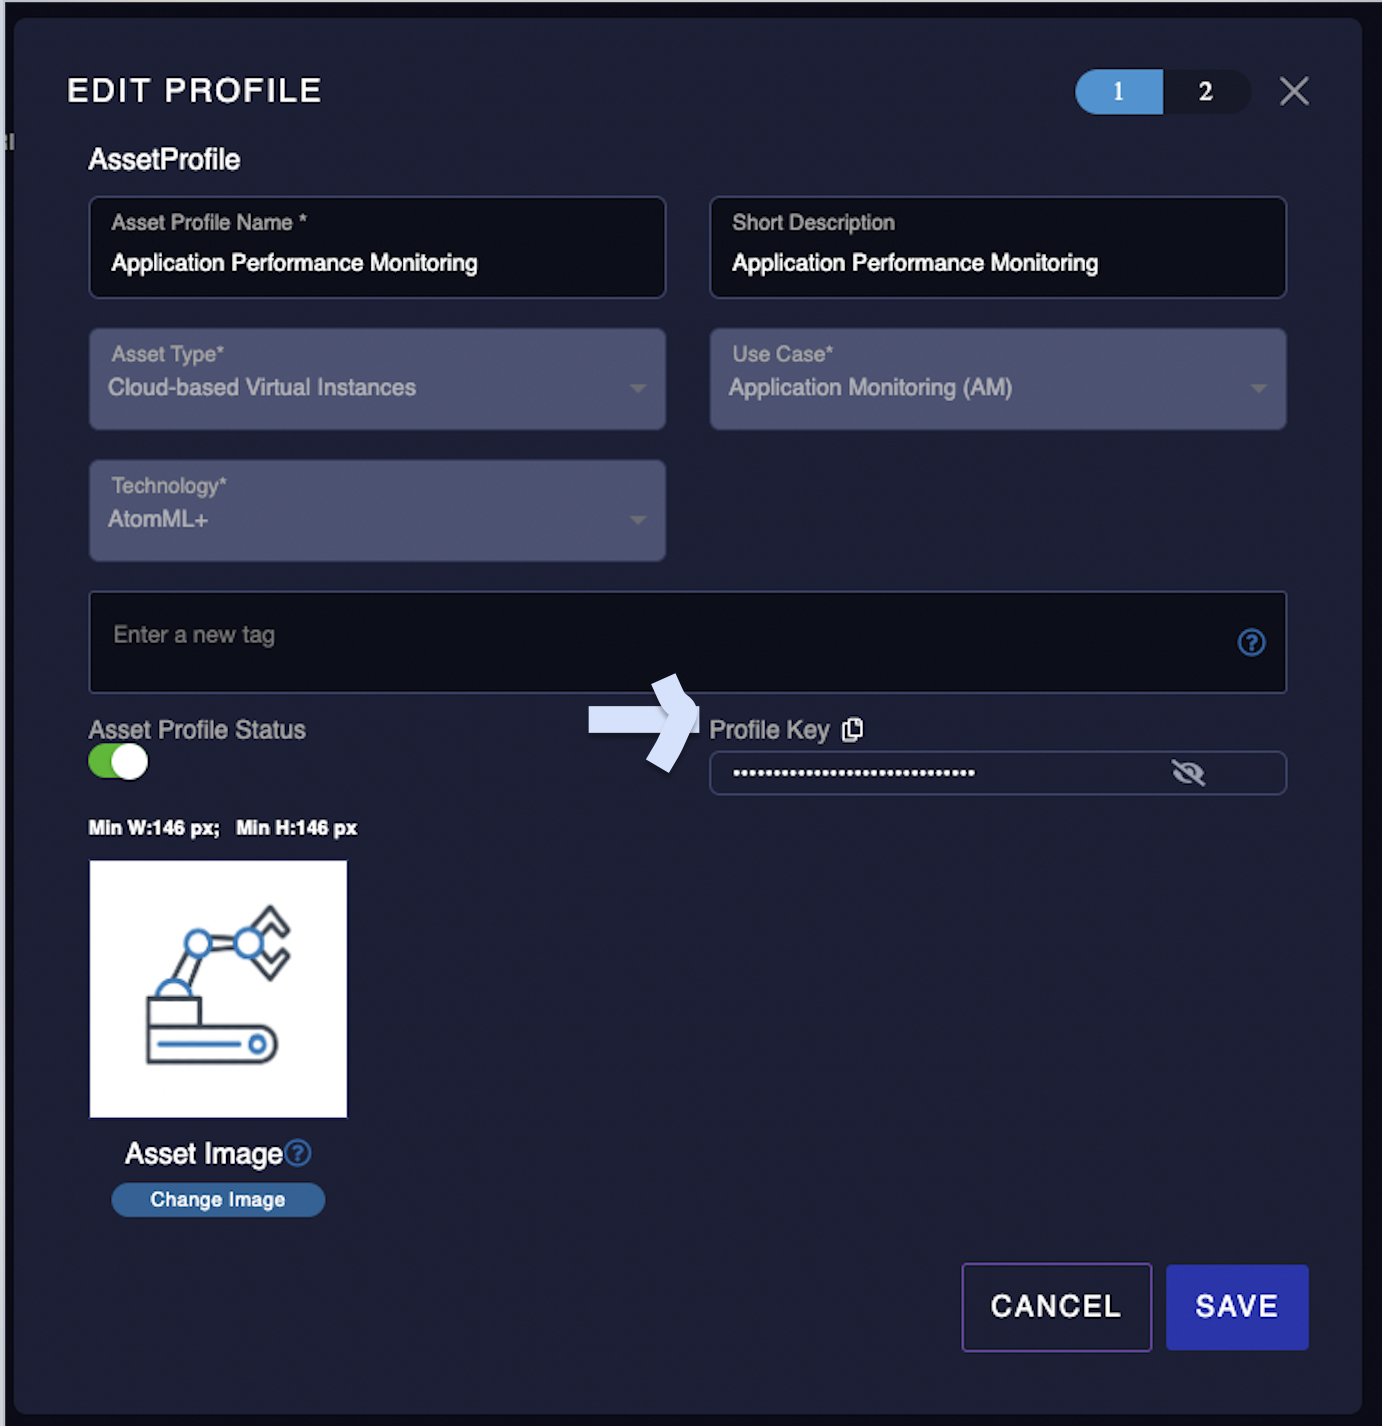 EDIT PROFILE
1 2
AssetProfile
Asset Profile Name * Short Description
Application Performance Monitoring Application Performance Monitoring
Asset Type* Use Case*
Cloud-based Virtual Instances Application Monitoring (AM)
Technology*
AtomML+
Enter a new tag
Asset Profile Status Profile Key
Min W:146 px; Min H:146 px
Asset Image
Change Image
CANCEL SAVE